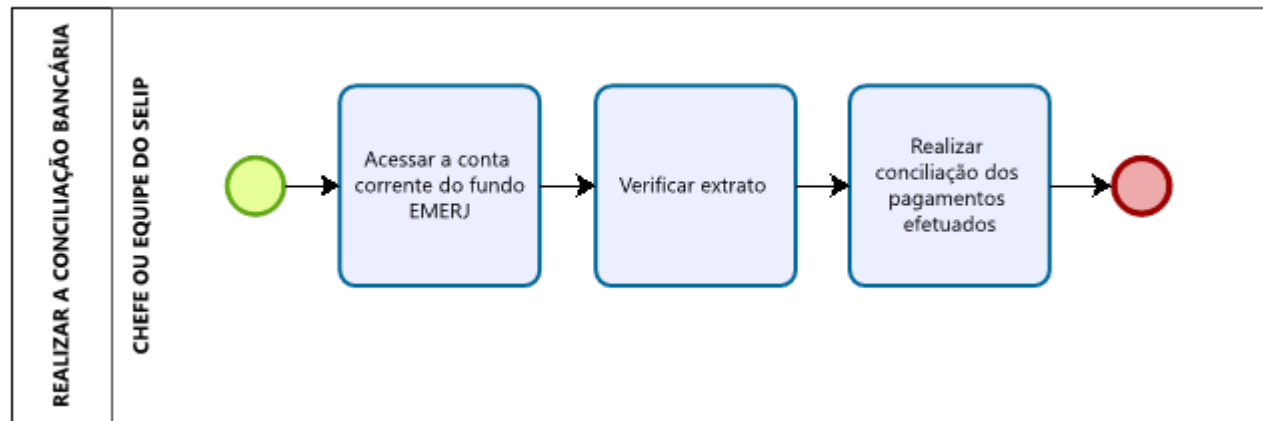 REALIZAR A CONCILIAÇÃO BANCÁRIA
CHEFE OU EQUIPE DO SELIP
Acessar a conta
corrente do fundo
EMERJ
Verificar extrato
Realizar
conciliação dos
pagamentos
efetuados